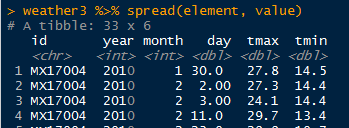 > weather3 %>% spread(element, value)
# A tibble: 33 x 6
id year month day tmax tmin
<chr> <int> <int> <dbl> <dbl> <dbl>
1 MX17004 2010 1 30.0 27.8 14.5
2 MX17004 2010 2 2.00 27.3 14.4
3 MX17004 2010 2 3.00 24.1 14.4
4 MX17004 2010 2 11.0 29.7 13.4